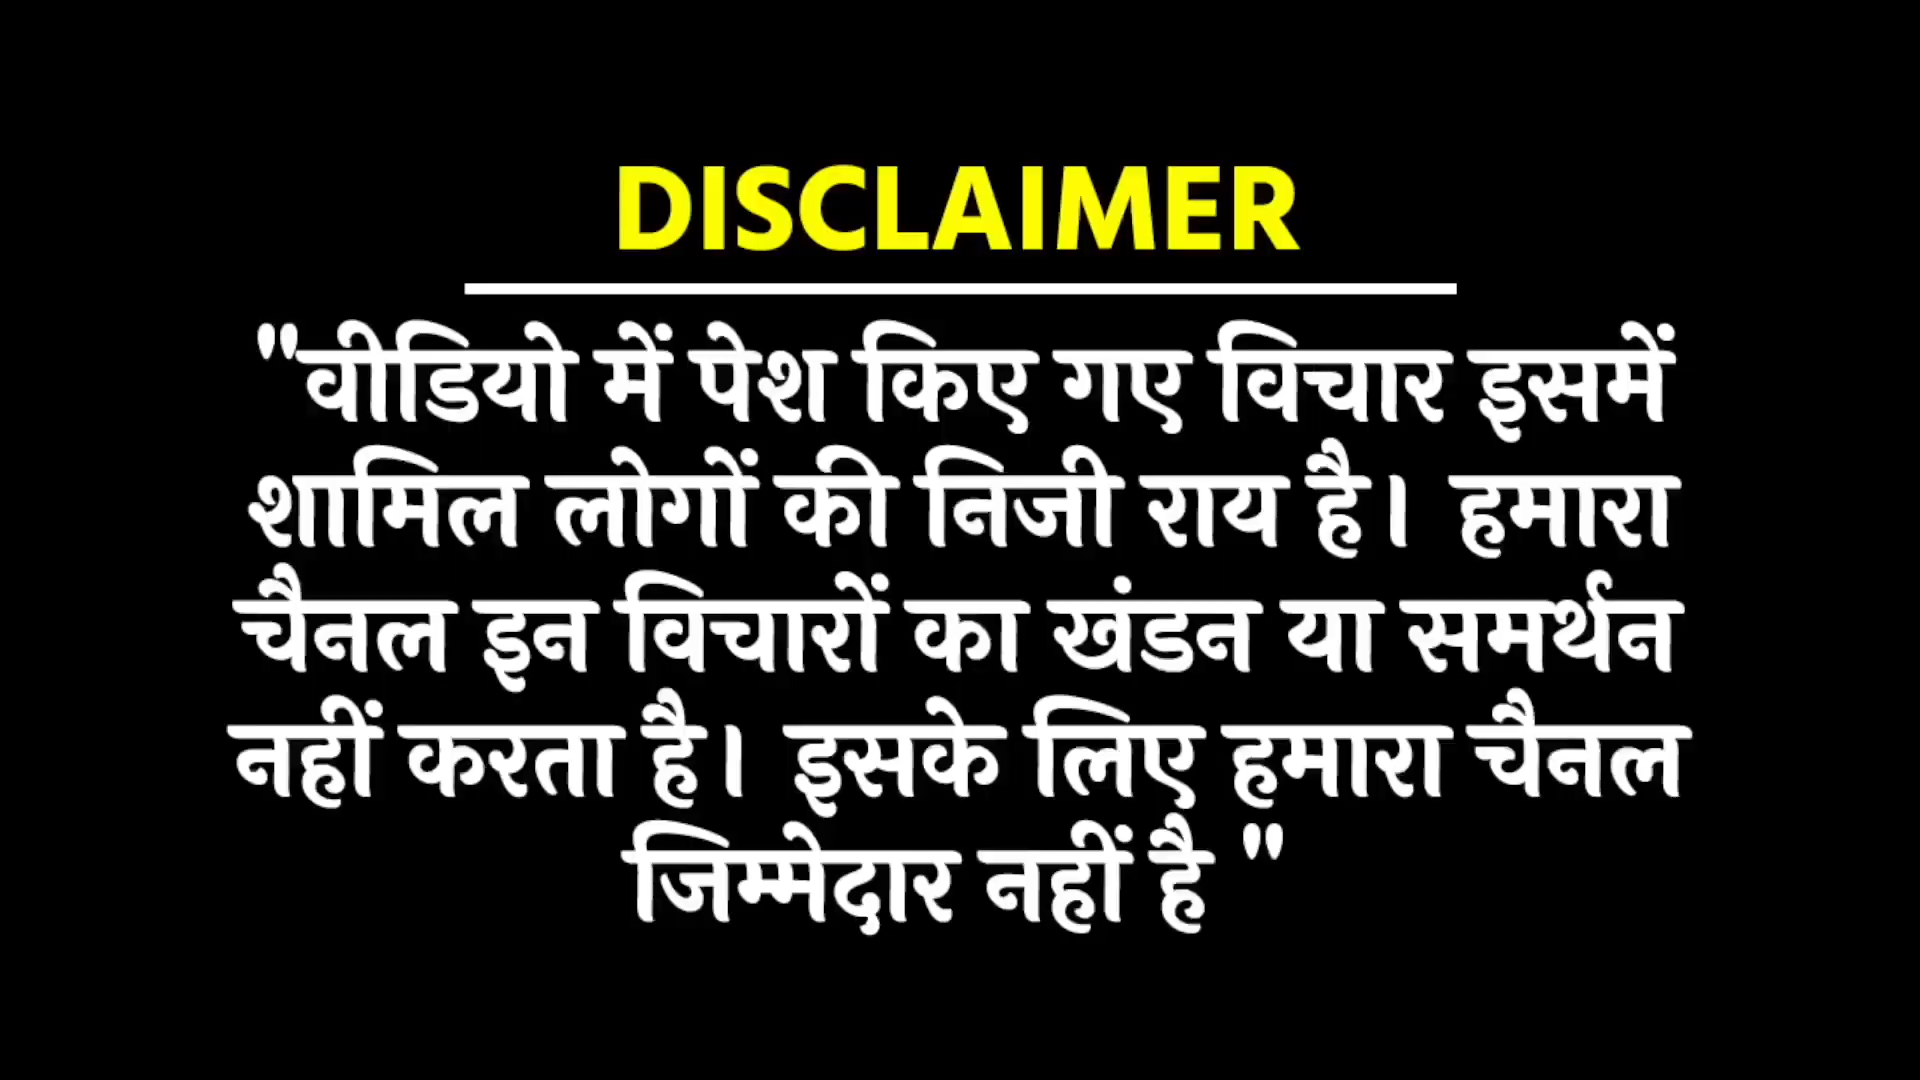 DISCLAIMER
"वीडियो में पेश किए गए विचार इसमें
शामिल लोगों की निजी राय है। हमारा
चैनल इन विचारों का खंडन या समर्थन
नहीं करता है। इसके लिए हमारा चैनल
जिम्मेदार नहीं है "